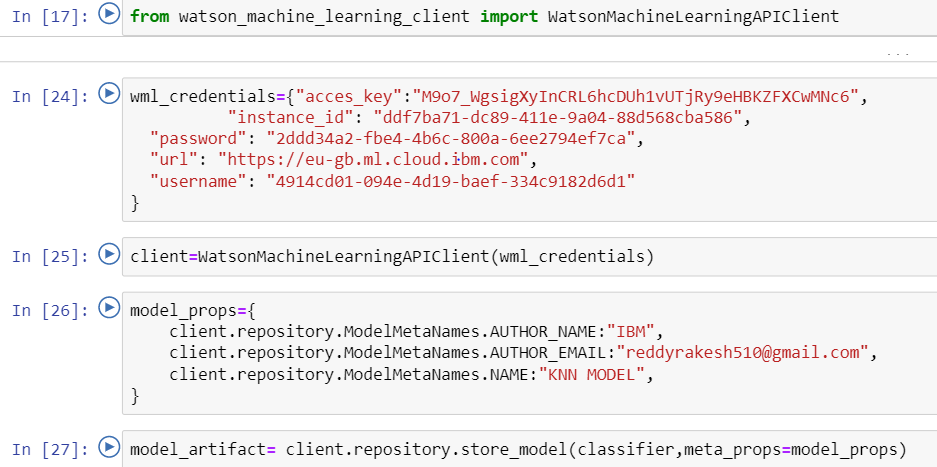 In [17]: from watson_machine_learning_client import WatsonMachineLearningAPIClient
...
In [24]: wml_credentials={"acces_key":"M9o7_WgsigXyInCRL6hcDUh1vUTjRy9eHBKZFXCwMNc6",
"instance_id": "ddf7ba71-dc89-411e-9a04-88d568cba586",
"password": "2ddd34a2-fbe4-4b6c-800a-6ee2794ef7ca",
"url": "https://eu-gb.ml.cloud.ibm.com",
"username": "4914cd01-094e-4d19-baef-334c9182d6d1"
}
In [25]: client=WatsonMachineLearningAPIClient(wml_credentials)
In [26]: model_props={
client.repository.ModelMetaNames.AUTHOR_NAME:"IBM",
client.repository.ModelMetaNames.AUTHOR_EMAIL:"reddyrakesh510@gmail.com",
client.repository.ModelMetaNames.NAME:"KNN MODEL",
}
In [27]: model_artifact= client.repository.store_model(classifier,meta_props=model_props)